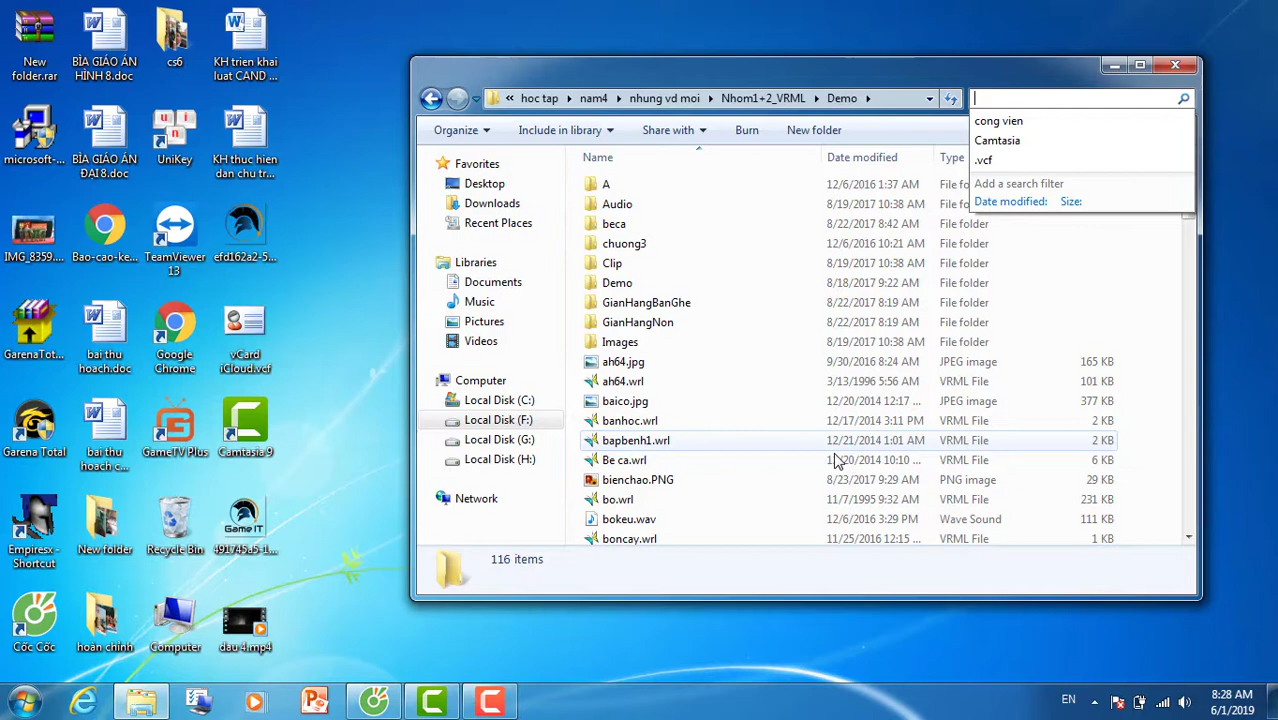 New folder.rar
BÌA GIÁO ÁN HÌNH 8.doc
cs6
KH trien khai luat CAND ...
microsoft-...
BÌA GIÁO ÁN ĐẠI 8.doc
UniKey
KH thuc hien dan chu tr...
IMG_8359....
Bao-cao-ke...
TeamViewer 13
efd162a2-5...
GarenaTot...
bai thu hoach.doc
Google Chrome
vCard iCloud.vcf
Garena Total
bai thu hoach c...
GameTV Plus
Camtasia 9
Empiresx - Shortcut
New folder
Recycle Bin
Game IT
491745a5-1...
Cốc Cốc
hoàn chỉnh
Computer
dau 4.mp4
« hoc tap ▸ nam4 ▸ nhung vd moi ▸ Nhom1+2_VRML ▸ Demo ▸
cong vien
Camtasia
.vcf
Add a search filter
Date modified: Size:
Organize Include in library Share with Burn New folder
Favorites
Desktop
Downloads
Recent Places
Libraries
Documents
Music
Pictures
Videos
Computer
Local Disk (C:)
Local Disk (F:)
Local Disk (G:)
Local Disk (H:)
Network
Name Date modified Type
A 12/6/2016 1:37 AM File fo
Audio 8/19/2017 10:38 AM File fo
beca 8/22/2017 8:42 AM File fo
chuong3 12/6/2016 10:21 AM File folder
Clip 8/19/2017 10:38 AM File folder
Demo 8/18/2017 9:22 AM File folder
GianHangBanGhe 8/22/2017 8:19 AM File folder
GianHangNon 8/22/2017 8:19 AM File folder
Images 8/19/2017 10:38 AM File folder
ah64.jpg 9/30/2016 8:24 AM JPEG image 165 KB
ah64.wrl 3/13/1996 5:56 AM VRML File 101 KB
baico.jpg 12/20/2014 12:17 ... JPEG image 377 KB
banhoc.wrl 12/17/2014 3:11 PM VRML File 2 KB
bapbenh1.wrl 12/21/2014 1:01 AM VRML File 2 KB
Be ca.wrl 11/20/2014 10:10 ... VRML File 6 KB
bienchao.PNG 8/23/2017 9:29 AM PNG image 29 KB
bo.wrl 11/7/1995 9:32 AM VRML File 231 KB
bokeu.wav 12/6/2016 3:29 PM Wave Sound 111 KB
boncay.wrl 11/25/2016 12:15 ... VRML File 1 KB
116 items
EN
8:28 AM
6/1/2019